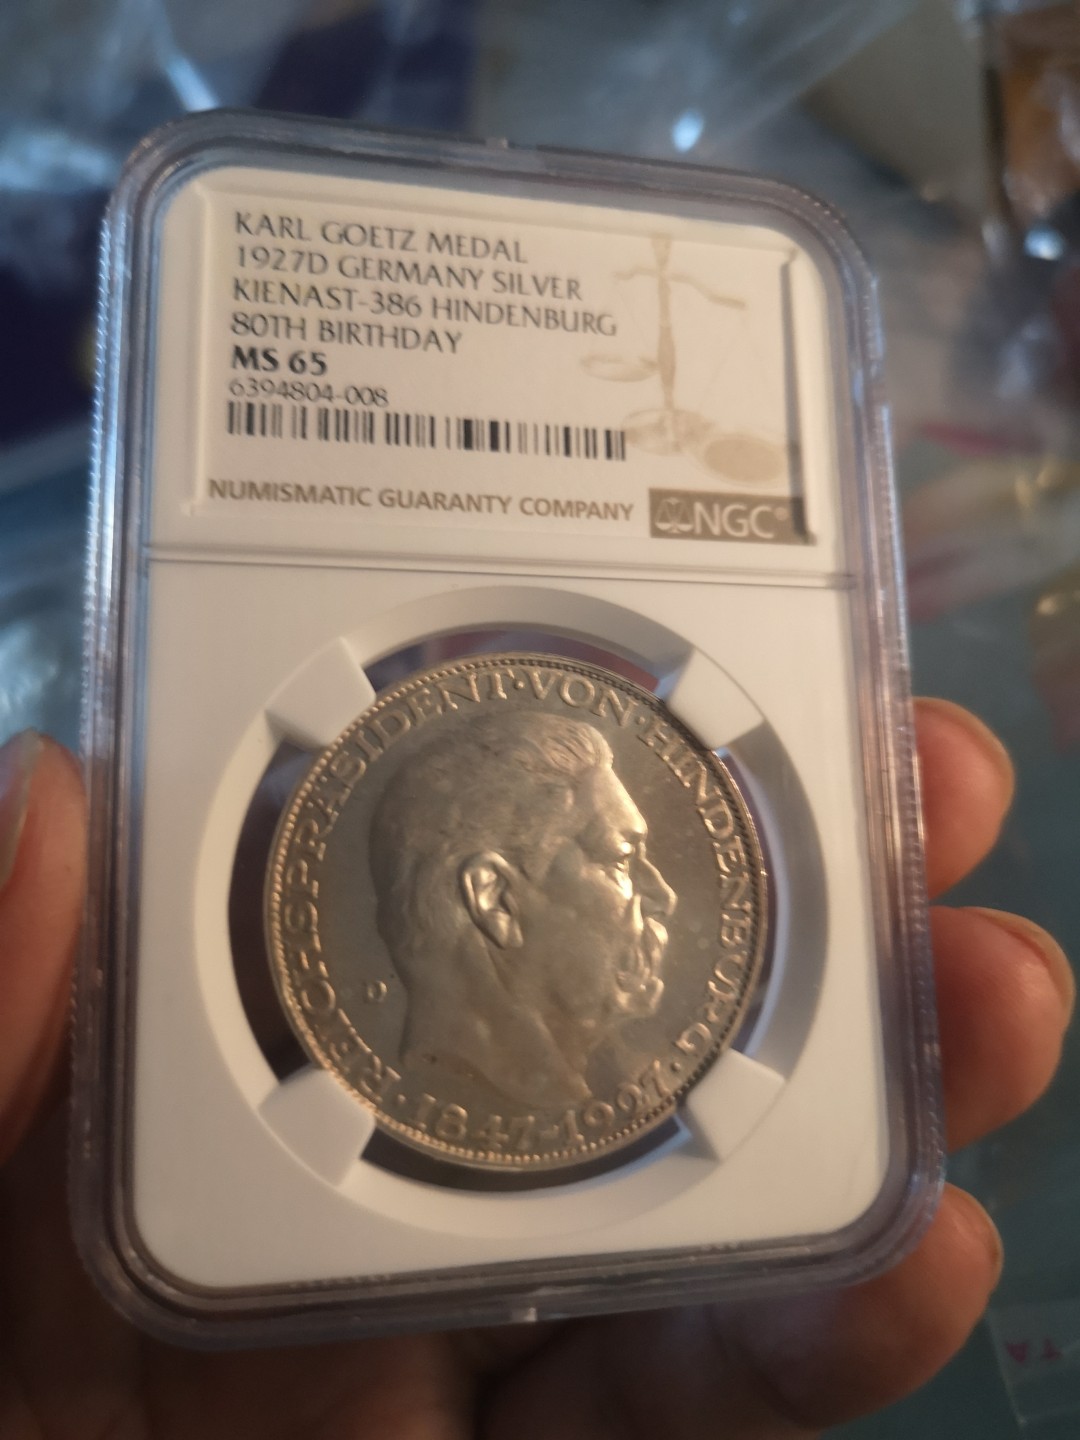 KARL GOETZ MEDAL
1927D GERMANY SILVER
KIENAST-386 HINDENBURG
80TH BIRTHDAY
MS 65
6394804-008
NUMISMATIC GUARANTY COMPANY NGC®
REICHSPRÄSIDENT·VON·HINDENBURG·
·1847-1927·
D
TA